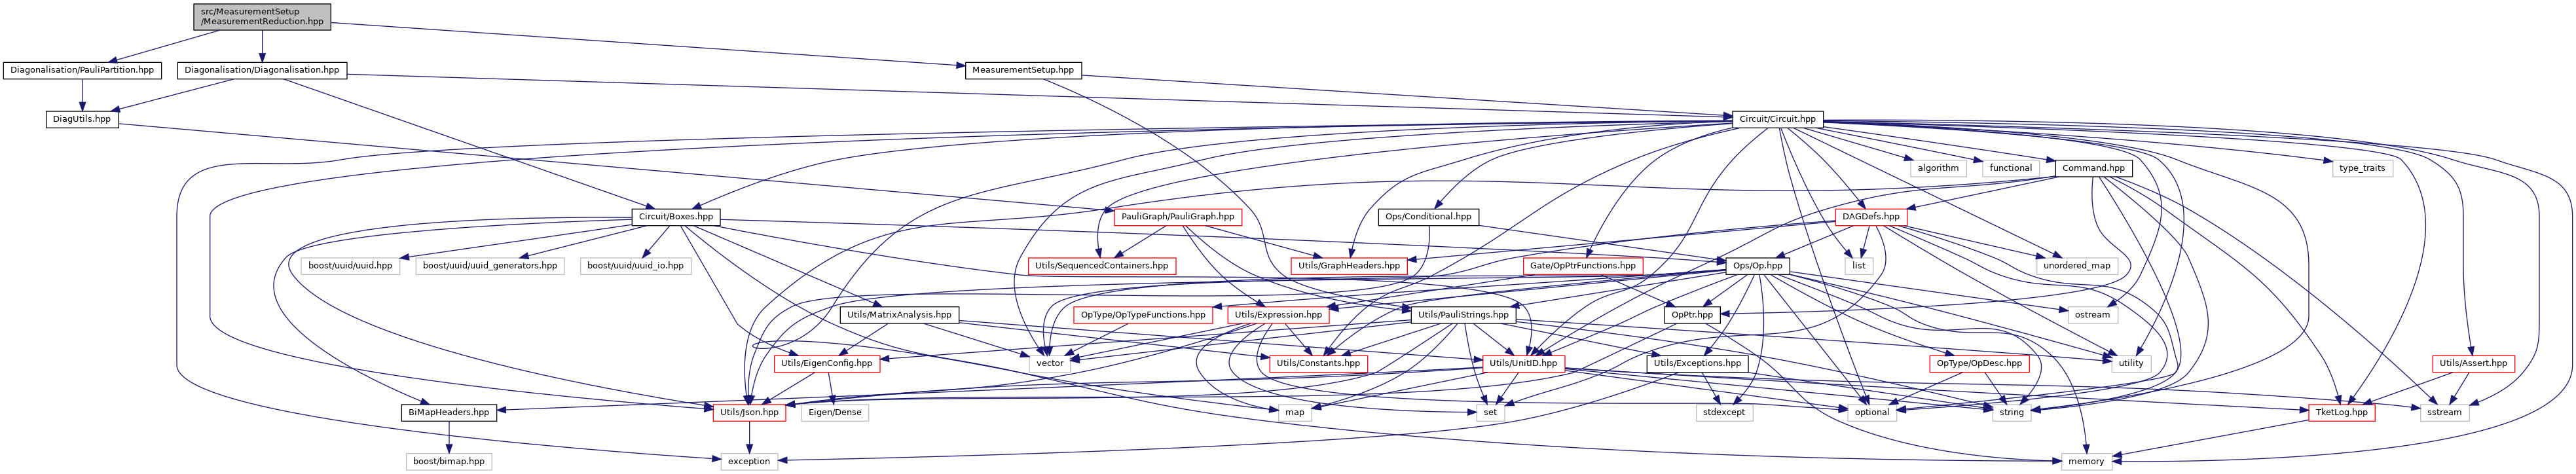 src/MeasurementSetup
/MeasurementReduction.hpp
Diagonalisation/PauliPartition.hpp
Diagonalisation/Diagonalisation.hpp
MeasurementSetup.hpp
DiagUtils.hpp
Circuit/Circuit.hpp
algorithm
functional
Command.hpp
type_traits
Circuit/Boxes.hpp
PauliGraph/PauliGraph.hpp
Ops/Conditional.hpp
DAGDefs.hpp
boost/uuid/uuid.hpp
boost/uuid/uuid_generators.hpp
boost/uuid/uuid_io.hpp
Utils/SequencedContainers.hpp
Utils/GraphHeaders.hpp
Gate/OpPtrFunctions.hpp
Ops/Op.hpp
list
unordered_map
Utils/MatrixAnalysis.hpp
OpType/OpTypeFunctions.hpp
Utils/Expression.hpp
Utils/PauliStrings.hpp
OpPtr.hpp
ostream
Utils/EigenConfig.hpp
vector
Utils/Constants.hpp
Utils/UnitID.hpp
Utils/Exceptions.hpp
OpType/OpDesc.hpp
utility
Utils/Assert.hpp
BiMapHeaders.hpp
Utils/Json.hpp
Eigen/Dense
map
set
stdexcept
optional
string
TketLog.hpp
sstream
boost/bimap.hpp
exception
memory